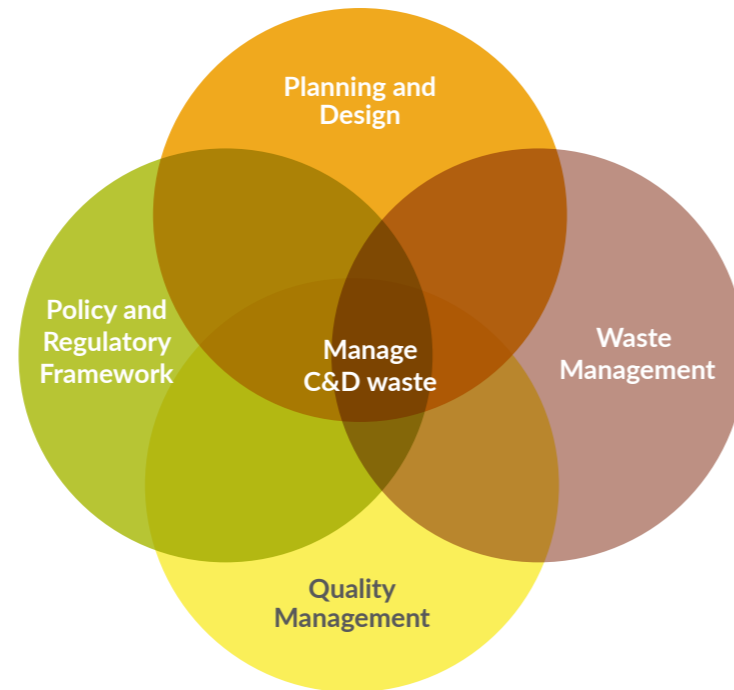 Planning and
Design
Policy and
Regulatory
Framework
Manage
C&D waste
Waste
Management
Quality
Management